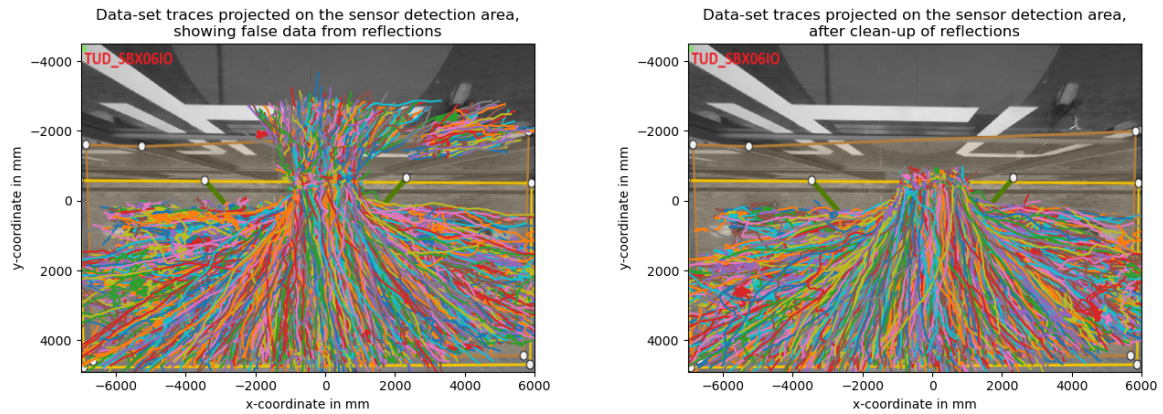 Data-set traces projected on the sensor detection area,
showing false data from reflections
TUD_SBX06IO
−4000
−2000
0
2000
4000
y-coordinate in mm
−6000 −4000 −2000 0 2000 4000 6000
x-coordinate in mm
Data-set traces projected on the sensor detection area,
after clean-up of reflections
TUD_SBX06IO
−4000
−2000
0
2000
4000
y-coordinate in mm
−6000 −4000 −2000 0 2000 4000 6000
x-coordinate in mm